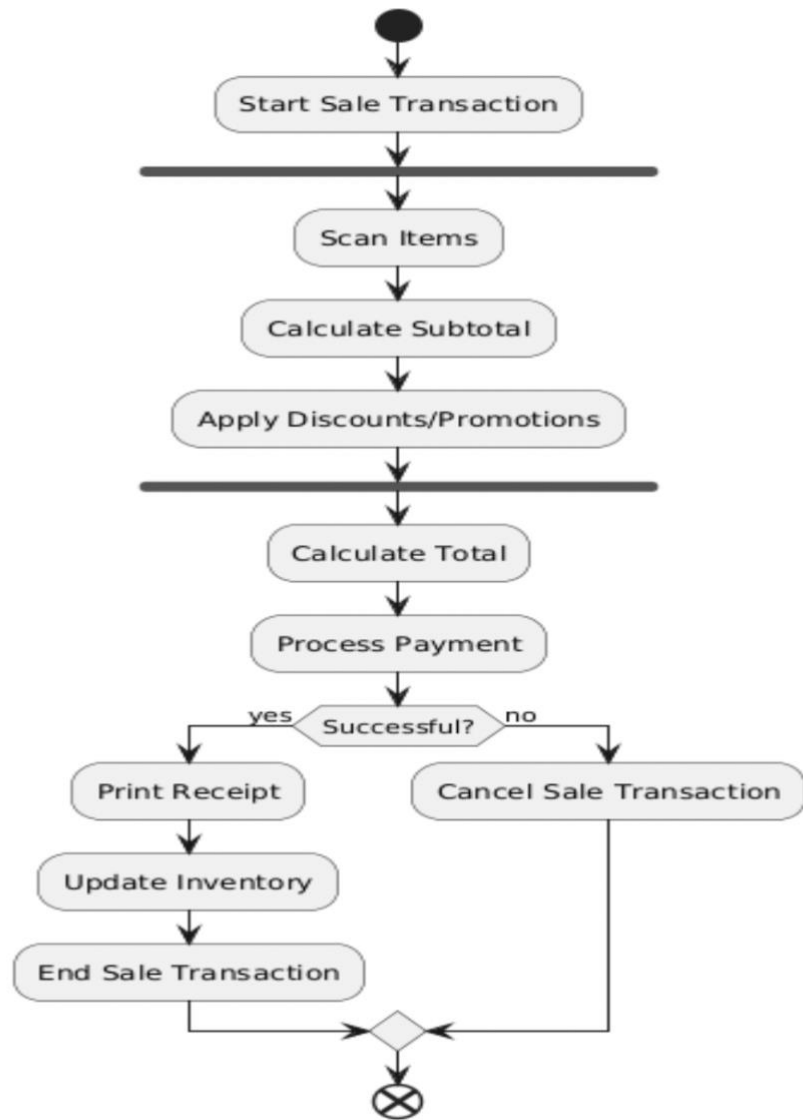 Start Sale Transaction
Scan Items
Calculate Subtotal
Apply Discounts/Promotions
Calculate Total
Process Payment
yes
Successful?
no
Print Receipt
Cancel Sale Transaction
Update Inventory
End Sale Transaction